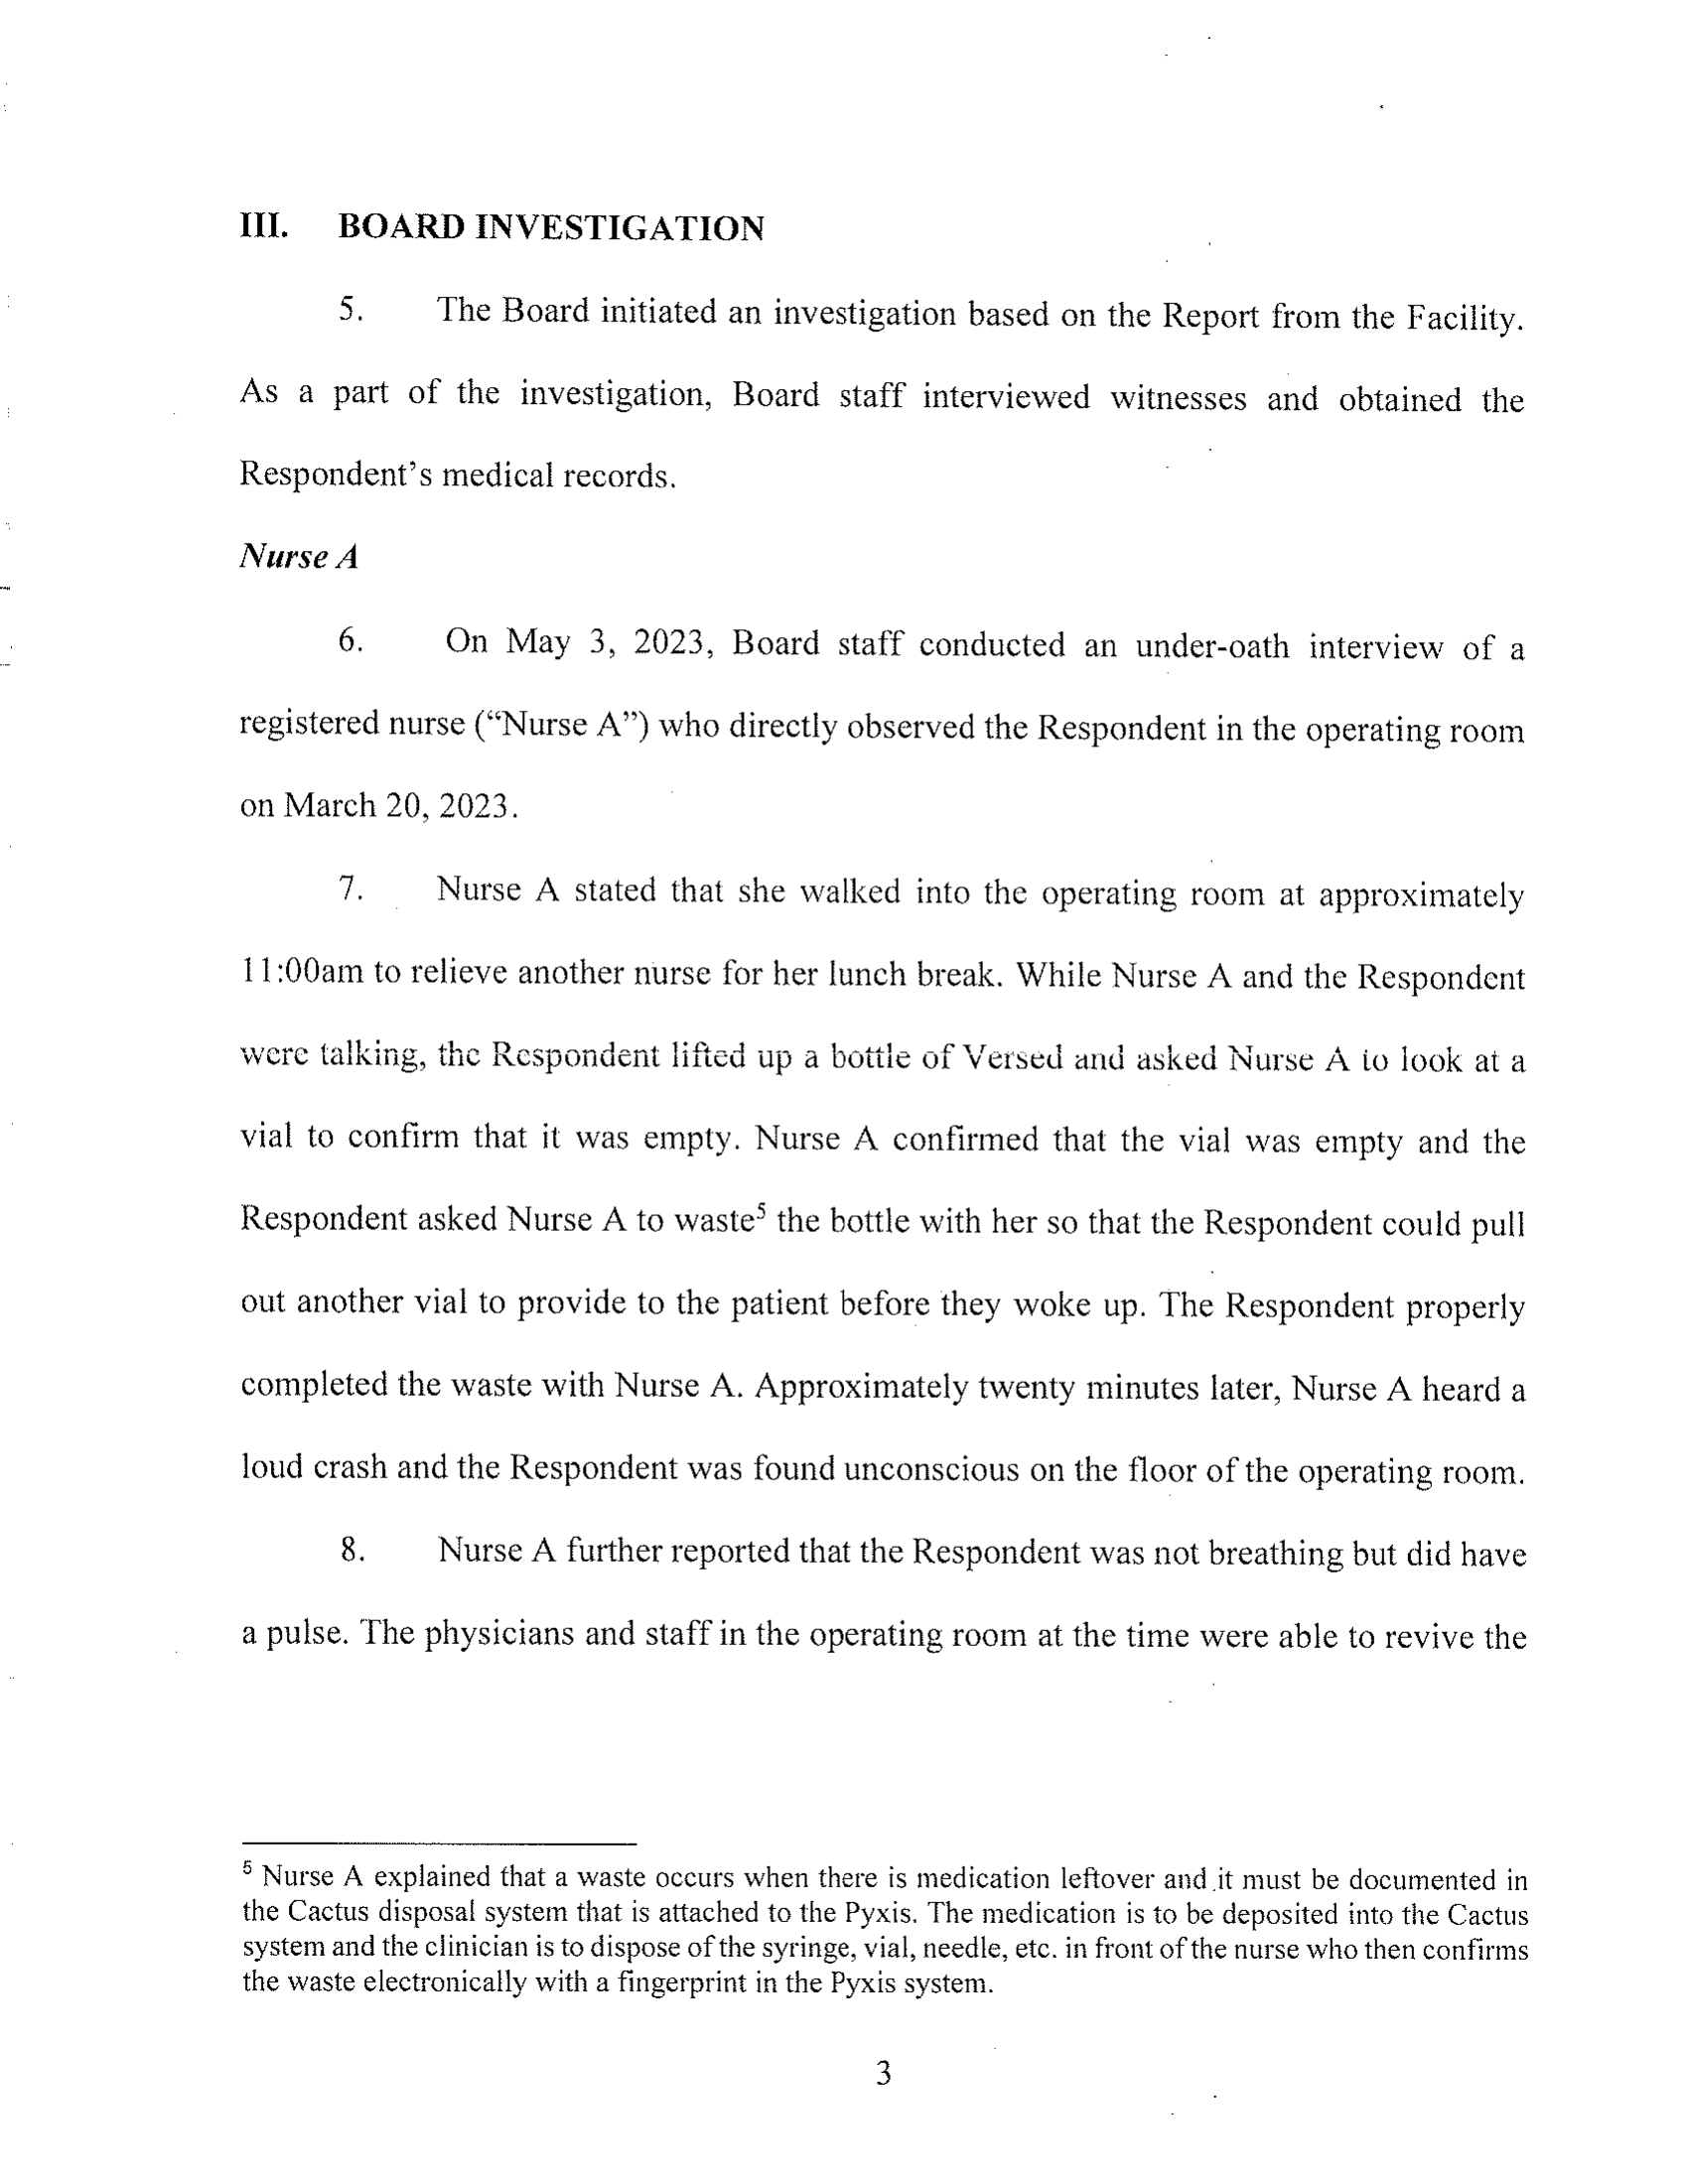 III. BOARD INVESTIGATION
5. The Board initiated an investigation based on the Report from the Facility.
As a part of the investigation, Board staff interviewed witnesses and obtained the
Respondent's medical records.
Nurse A
6. On May 3, 2023, Board staff conducted an under-oath interview of a
registered nurse (“Nurse A”) who directly observed the Respondent in the operating room
on March 20, 2023.
7. Nurse A stated that she walked into the operating room at approximately
11:00am to relieve another nurse for her lunch break. While Nurse A and the Respondent
were talking, the Respondent lifted up a bottle of Versed and asked Nurse A to look at a
vial to confirm that it was empty. Nurse A confirmed that the vial was empty and the
Respondent asked Nurse A to waste⁵ the bottle with her so that the Respondent could pull
out another vial to provide to the patient before they woke up. The Respondent properly
completed the waste with Nurse A. Approximately twenty minutes later, Nurse A heard a
loud crash and the Respondent was found unconscious on the floor of the operating room.
8. Nurse A further reported that the Respondent was not breathing but did have
a pulse. The physicians and staff in the operating room at the time were able to revive the
⁵ Nurse A explained that a waste occurs when there is medication leftover and it must be documented in
the Cactus disposal system that is attached to the Pyxis. The medication is to be deposited into the Cactus
system and the clinician is to dispose of the syringe, vial, needle, etc. in front of the nurse who then confirms
the waste electronically with a fingerprint in the Pyxis system.
3